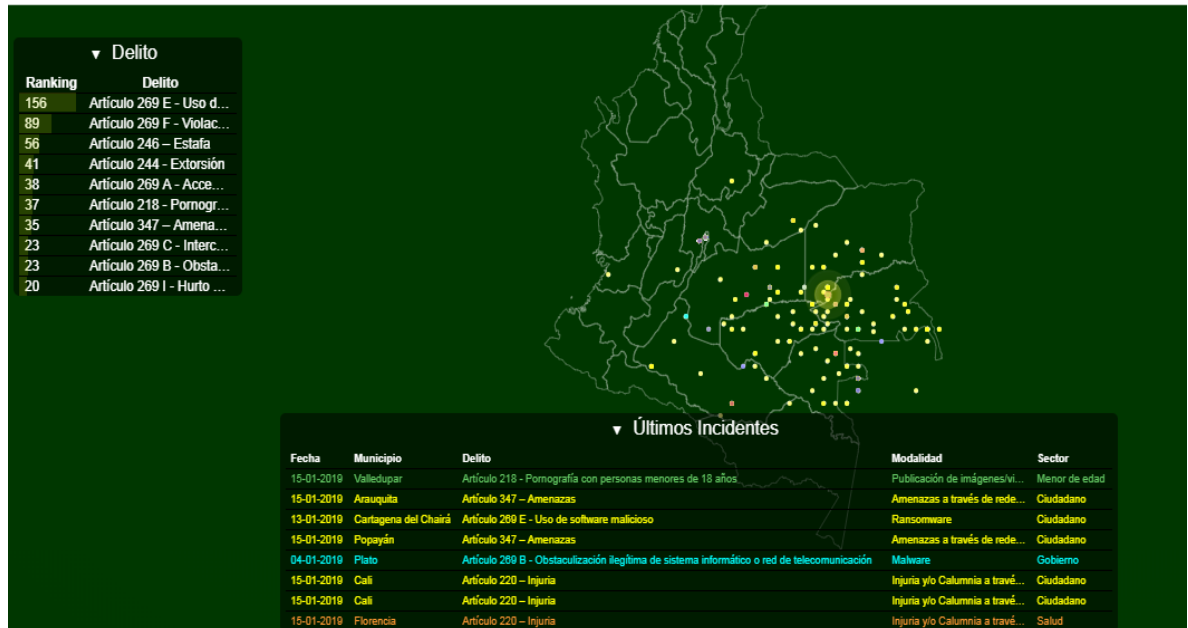 ▼ Delito
Ranking Delito
156 Artículo 269 E - Uso d...
89 Artículo 269 F - Violac...
56 Artículo 246 – Estafa
41 Artículo 244 - Extorsión
38 Artículo 269 A - Acce...
37 Artículo 218 - Pornogr...
35 Artículo 347 – Amena...
23 Artículo 269 C - Interc...
23 Artículo 269 B - Obsta...
20 Artículo 269 I - Hurto ...
▼ Últimos Incidentes
Fecha Municipio Delito Modalidad Sector
15-01-2019 Valledupar Artículo 218 - Pornografía con personas menores de 18 años. Publicación de imágenes/vi... Menor de edad
15-01-2019 Arauquita Artículo 347 – Amenazas Amenazas a través de rede... Ciudadano
13-01-2019 Cartagena del Chairá Artículo 269 E - Uso de software malicioso Ransomware Ciudadano
15-01-2019 Popayán Artículo 347 – Amenazas Amenazas a través de rede... Ciudadano
04-01-2019 Plato Artículo 269 B - Obstaculización ilegítima de sistema informático o red de telecomunicación Malware Gobierno
15-01-2019 Cali Artículo 220 – Injuria Injuria y/o Calumnia a travé... Ciudadano
15-01-2019 Cali Artículo 220 – Injuria Injuria y/o Calumnia a travé... Ciudadano
15-01-2019 Florencia Artículo 220 – Injuria Injuria y/o Calumnia a travé... Salud